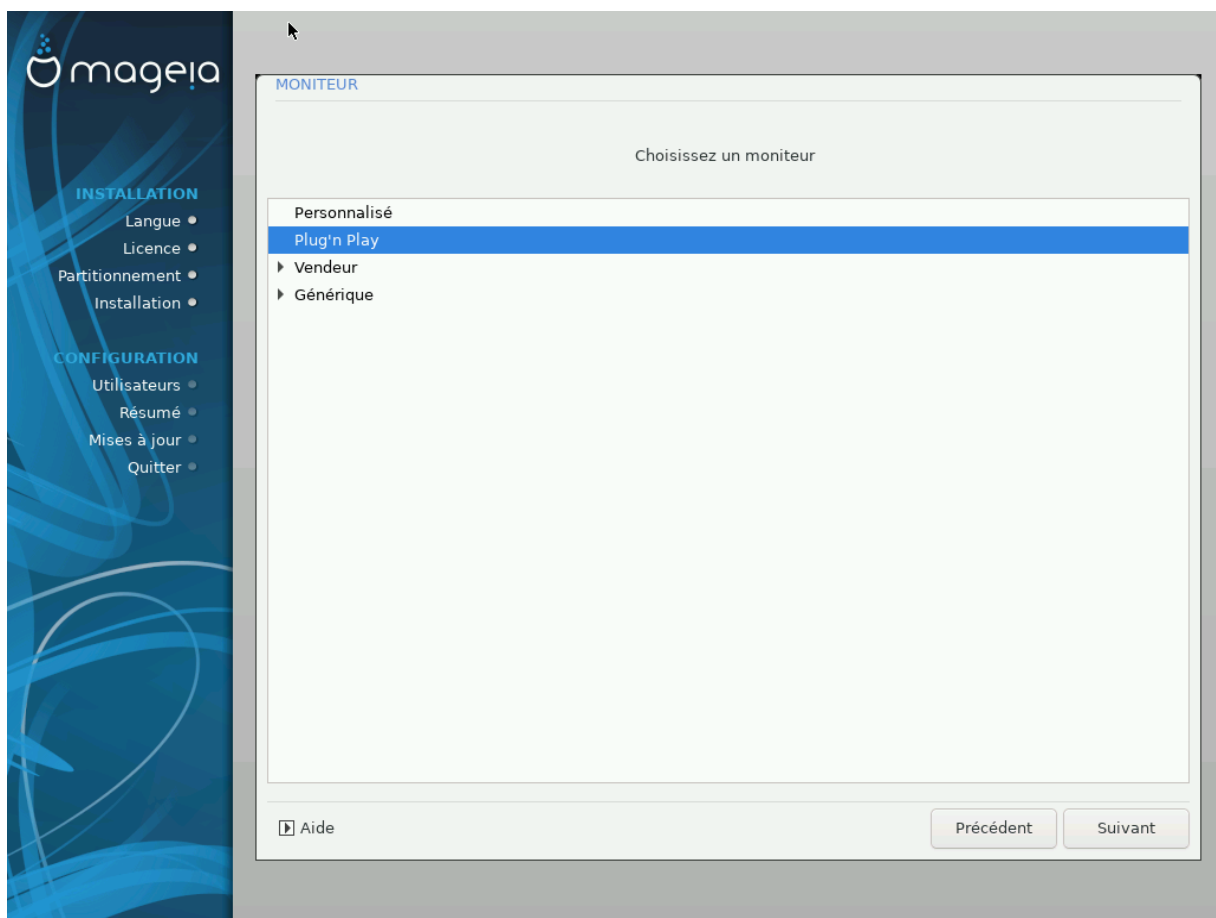 mageia
INSTALLATION
Langue
Licence
Partitionnement
Installation
CONFIGURATION
Utilisateurs
Résumé
Mises à jour
Quitter
MONITEUR
Choisissez un moniteur
Personnalisé
Plug'n Play
Vendeur
Générique
Aide
Précédent
Suivant